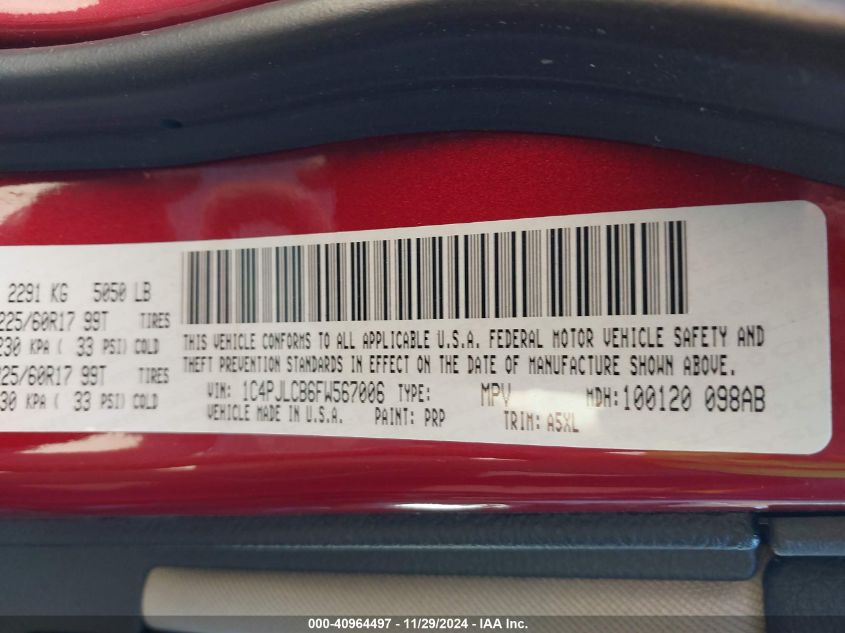 2291 KG 5050 LB
225/60R17 99T TIRES
230 KPA ( 33 PSI) COLD
225/60R17 99T TIRES
230 KPA ( 33 PSI) COLD
THIS VEHICLE CONFORMS TO ALL APPLICABLE U.S.A. FEDERAL MOTOR VEHICLE SAFETY AND
THEFT PREVENTION STANDARDS IN EFFECT ON THE DATE OF MANUFACTURE SHOWN ABOVE.
VIN: 1C4PJLCB6FW567006 TYPE: MPV MDH: 100120 098AB
VEHICLE MADE IN U.S.A. PAINT: PRP TRIM: A5XL
000-40964497 - 11/29/2024 - IAA Inc.